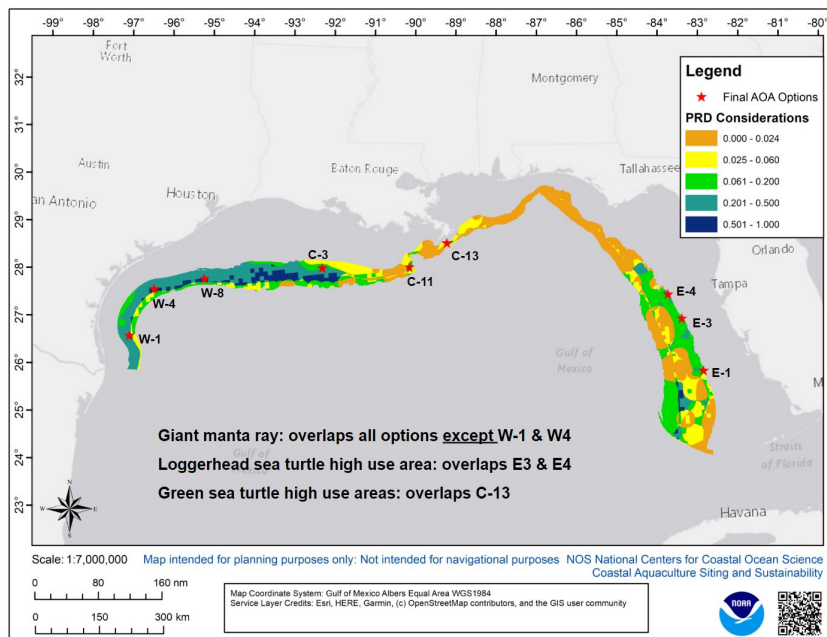 -99° -98° -97° -96° -95° -94° -93° -92° -91° -90° -89° -88° -87° -86° -85° -84° -83° -82° -81° -80°
Fort
Worth
32°
31°
30°
29°
28°
27°
26°
25°
24°
23°
Montgomery
Austin
Baton Rouge
Tallahassee
an Antonio
Houston
Orlando
Tampa
Legend
Final AOA Options
PRD Considerations
0.000 - 0.024
0.025 - 0.060
0.061 - 0.200
0.201 - 0.500
0.501 - 1.000
C-3
C-13
C-11
W-8
W-4
W-1
E-4
E-3
E-1
Gulf of
Mexico
M
Giant manta ray: overlaps all options except W-1 & W4
Loggerhead sea turtle high use area: overlaps E3 & E4
Green sea turtle high use areas: overlaps C-13
Gulf of
Straits
of Florida
Havana
N
W E
S
Scale: 1:7,000,000 Map intended for planning purposes only: Not intended for navigational purposes NOS National Centers for Coastal Ocean Science
Coastal Aquaculture Siting and Sustainability
0 80 160 nm
0 150 300 km
Map Coordinate System: Gulf of Mexico Albers Equal Area WGS1984
Service Layer Credits: Esri, HERE, Garmin, (c) OpenStreetMap contributors, and the GIS user community
NOAA